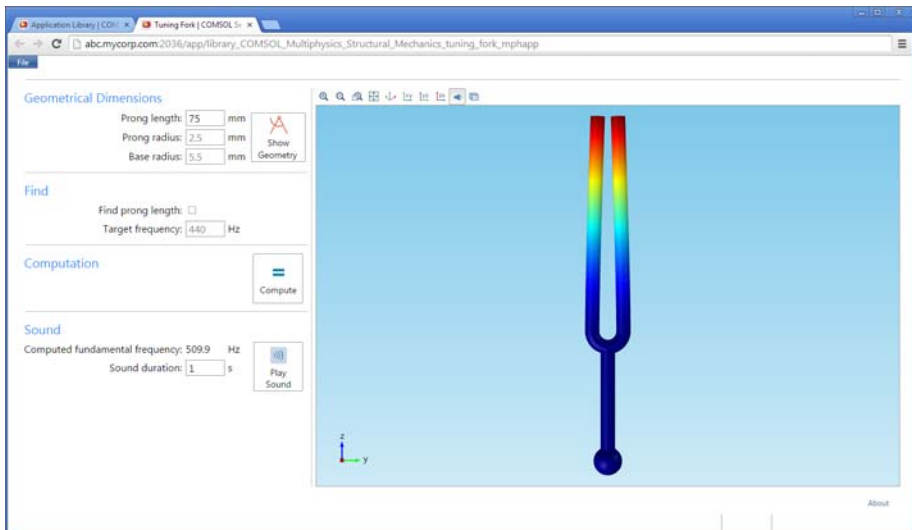 Application Library | COM
Tuning Fork | COMSOL Se
abc.mycorp.com:2036/app/library_COMSOL_Multiphysics_Structural_Mechanics_tuning_fork_mphapp
File
Geometrical Dimensions
Prong length: 75 mm
Prong radius: 2.5 mm
Base radius: 5.5 mm
Show
Geometry
Find
Find prong length:
Target frequency: 440 Hz
Computation
Compute
Sound
Computed fundamental frequency: 509.9 Hz
Sound duration: 1 s
Play
Sound
z
y
About